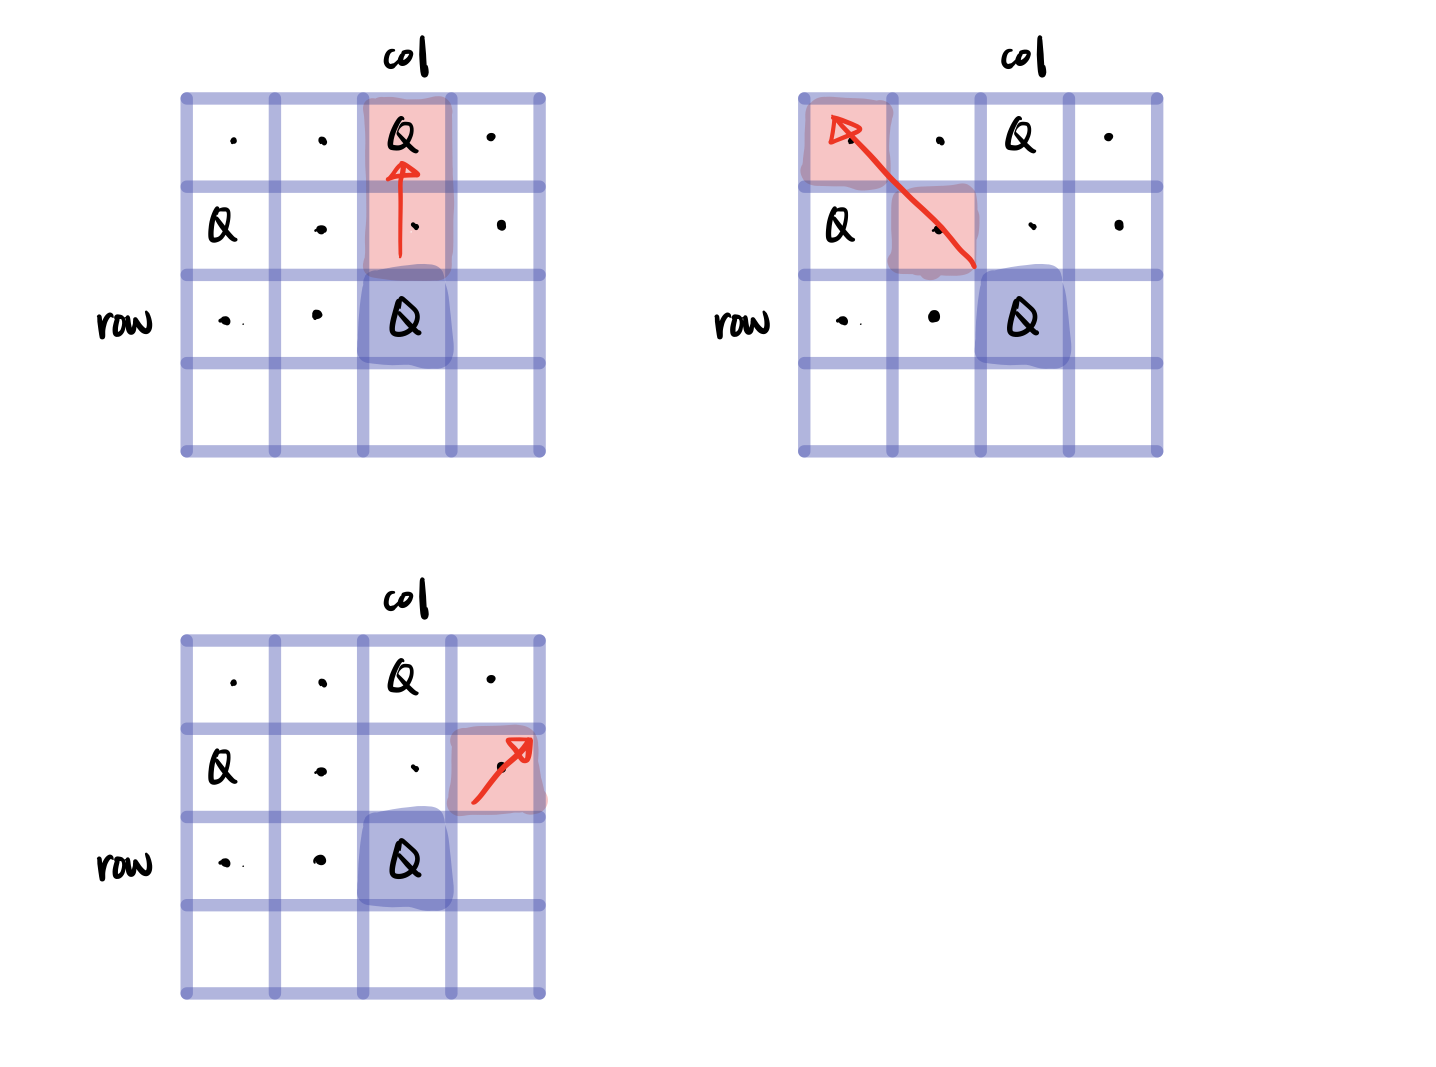 col
. . Q .
Q . . .
row . . Q
col
. . Q .
Q . . .
row . . Q
col
. . Q .
Q . . .
row . . Q